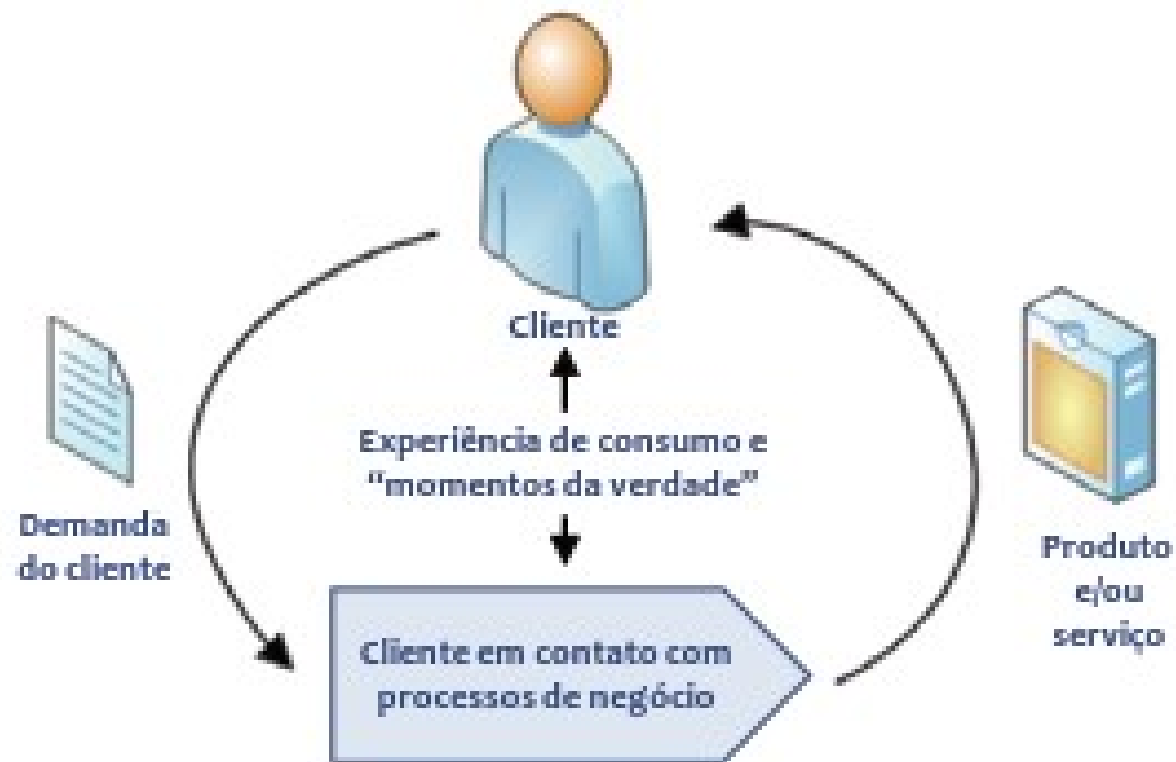 Cliente
Experiência de consumo e
“momentos da verdade”
Demanda
do cliente
Produto
e/ou
serviço
Cliente em contato com
processos de negócio